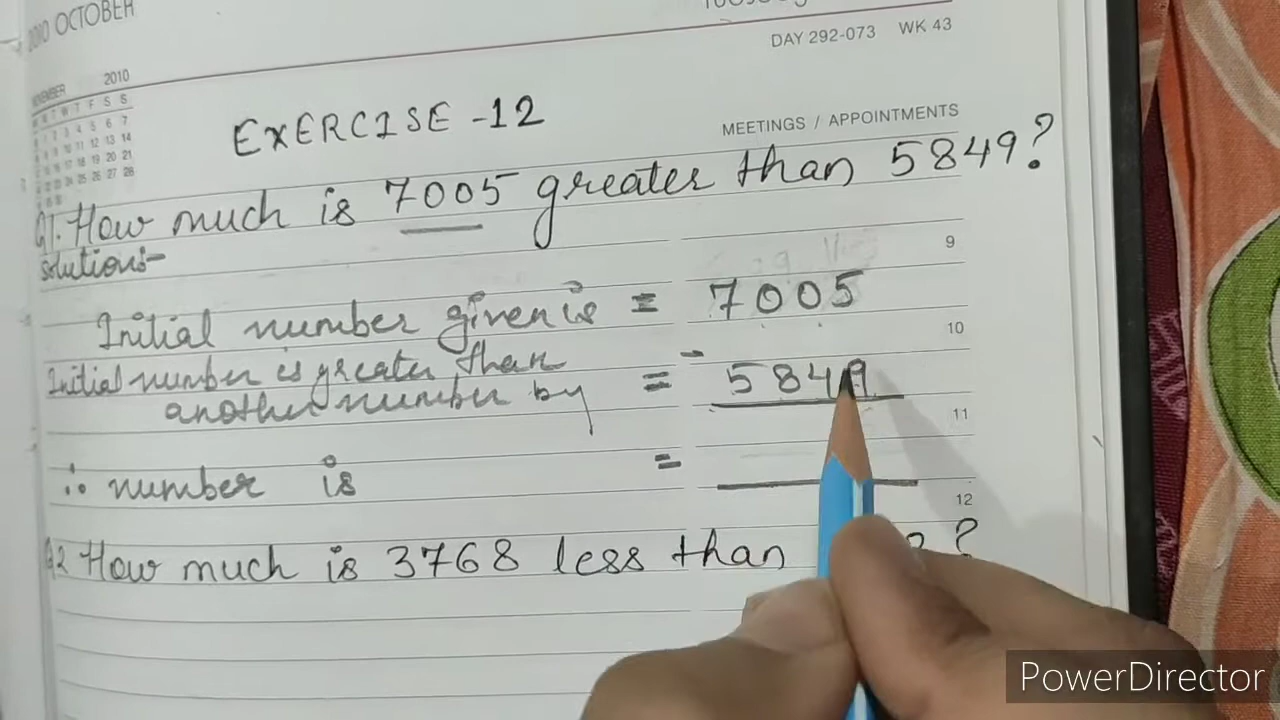 2010 OCTOBER
DAY 292-073 WK 43
NOVEMBER 2010
EXERCISE -12
MEETINGS / APPOINTMENTS
Q1. How much is 7005 greater than 5849?
Solution:-
9
Initial number given is = 7005
10
Initial number is greater than
another number by = - 5849
11
∴ number is =
12
Q2 How much is 3768 less than ?
PowerDirector